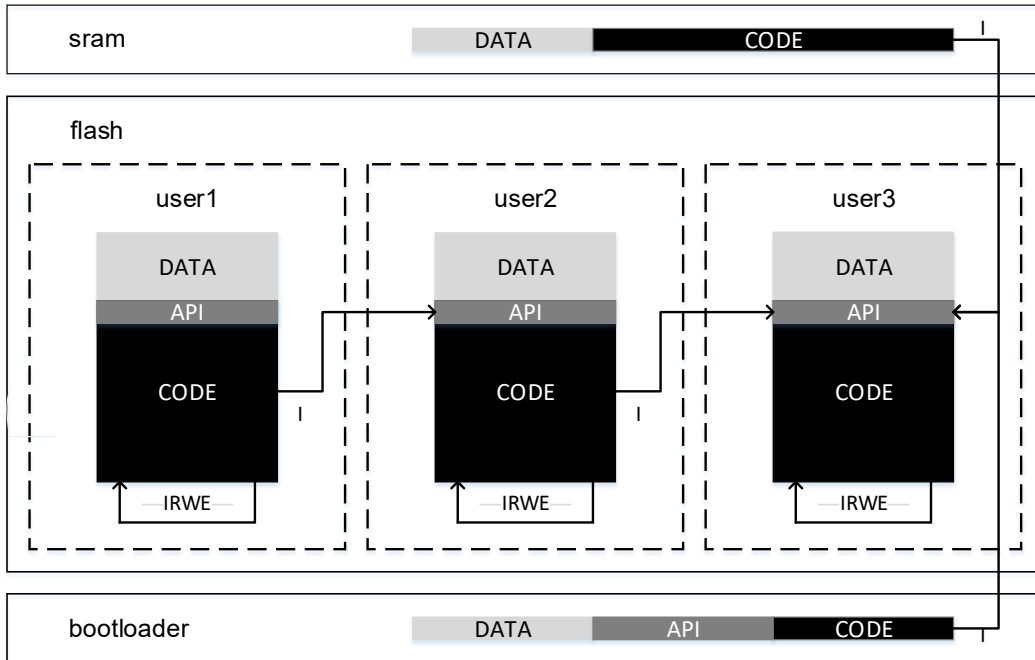 sram
DATA
CODE
I
flash
user1
user2
user3
DATA
DATA
DATA
API
API
API
CODE
CODE
CODE
I
I
IRWE
IRWE
IRWE
bootloader
DATA
API
CODE
I